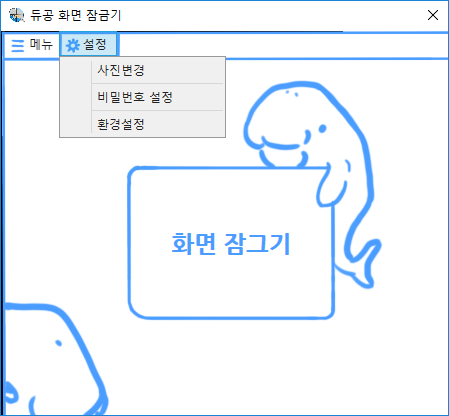 듀공 화면 잠금기
메뉴 설정
사진변경
비밀번호 설정
환경설정
화면 잠그기